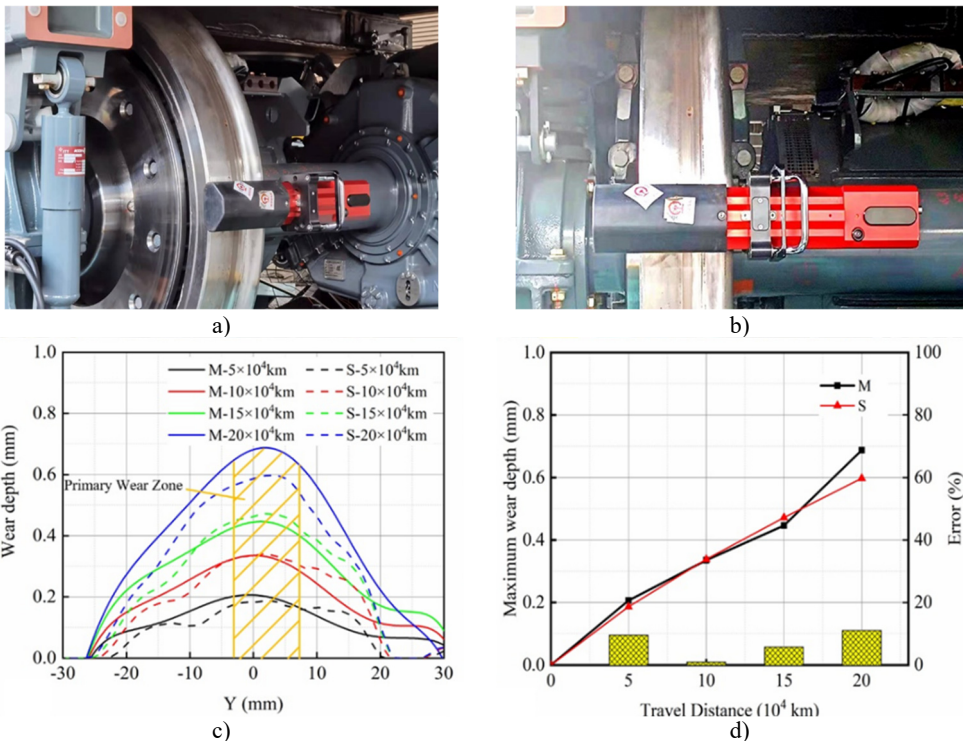 a)
b)
1.0
0.8
0.6
0.4
0.2
0.0
Wear depth (mm)
M-5×10⁴km
S-5×10⁴km
M-10×10⁴km
S-10×10⁴km
M-15×10⁴km
S-15×10⁴km
M-20×10⁴km
S-20×10⁴km
Primary Wear Zone
-30
-20
-10
0
10
20
30
Y (mm)
c)
1.0
0.8
0.6
0.4
0.2
0.0
Maximum wear depth (mm)
M
S
100
80
60
40
20
0
Error (%)
0
5
10
15
20
Travel Distance (10⁴ km)
d)